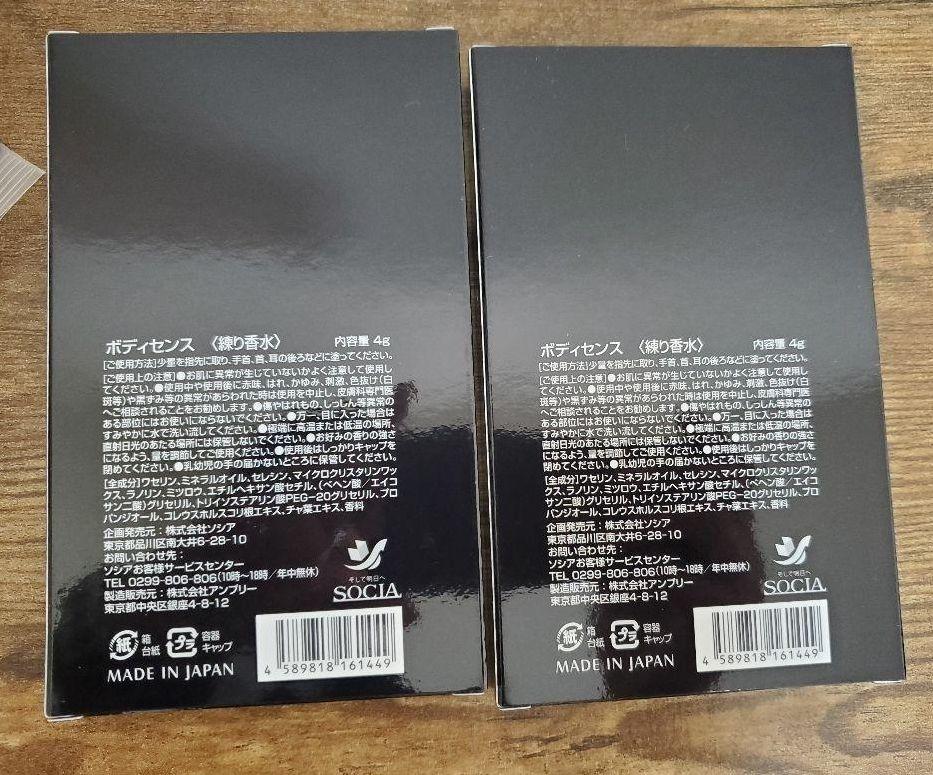 ボディセンス 〈練り香水〉 内容量 4g
[ご使用方法]少量を指先に取り、手首、首、耳の後ろなどに塗ってください。
[ご使用上の注意]●お肌に異常が生じていないかよく注意して使用し
てください。●使用中や使用後に赤味、はれ、かゆみ、刺激、色抜け(白
斑等)や黒ずみ等の異常があらわれた時は使用を中止し、皮膚科専門医
へご相談されることをお勧めします。●傷やはれもの、しっしん等異常の
ある部位にはお使いにならないでください。●万一、目に入った場合は
すみやかに水で洗い流してください。●極端に高温または低温の場所、
直射日光のあたる場所には保管しないでください。●お好みの香りの強さ
になるよう、量を調節してご使用ください。●使用後はしっかりキャップを
閉めてください。●乳幼児の手の届かないところに保管してください。
[全成分]ワセリン、ミネラルオイル、セレシン、マイクロクリスタリンワッ
クス、ラノリン、ミツロウ、エチルヘキサン酸セチル、(ベヘン酸/エイコ
サン二酸)グリセリル、トリイソステアリン酸PEG-20グリセリル、プロ
パンジオール、コレウスホルスコリ根エキス、チャ葉エキス、香料
企画発売元:株式会社ソシア
東京都品川区南大井6-28-10
お問い合わせ先:
ソシアお客様サービスセンター
TEL 0299-806-806(10時〜18時/年中無休)
製造販売元:株式会社アンプリー
東京都中央区銀座4-8-12
そして明日へ
SOCIA
紙 箱 台紙 プラ 容器 キャップ
MADE IN JAPAN
4 589818 161449
ボディセンス 〈練り香水〉 内容量 4g
[ご使用方法]少量を指先に取り、手首、首、耳の後ろなどに塗ってください。
[ご使用上の注意]●お肌に異常が生じていないかよく注意して使用し
てください。●使用中や使用後に赤味、はれ、かゆみ、刺激、色抜け(白
斑等)や黒ずみ等の異常があらわれた時は使用を中止し、皮膚科専門医
へご相談されることをお勧めします。●傷やはれもの、しっしん等異常の
ある部位にはお使いにならないでください。●万一、目に入った場合は
すみやかに水で洗い流してください。●極端に高温または低温の場所、
直射日光のあたる場所には保管しないでください。●お好みの香りの強さ
になるよう、量を調節してご使用ください。●使用後はしっかりキャップを
閉めてください。●乳幼児の手の届かないところに保管してください。
[全成分]ワセリン、ミネラルオイル、セレシン、マイクロクリスタリンワッ
クス、ラノリン、ミツロウ、エチルヘキサン酸セチル、(ベヘン酸/エイコ
サン二酸)グリセリル、トリイソステアリン酸PEG-20グリセリル、プロ
パンジオール、コレウスホルスコリ根エキス、チャ葉エキス、香料
企画発売元:株式会社ソシア
東京都品川区南大井6-28-10
お問い合わせ先:
ソシアお客様サービスセンター
TEL 0299-806-806(10時〜18時/年中無休)
製造販売元:株式会社アンプリー
東京都中央区銀座4-8-12
そして明日へ
SOCIA
紙 箱 台紙 プラ 容器 キャップ
MADE IN JAPAN
4 589818 161449